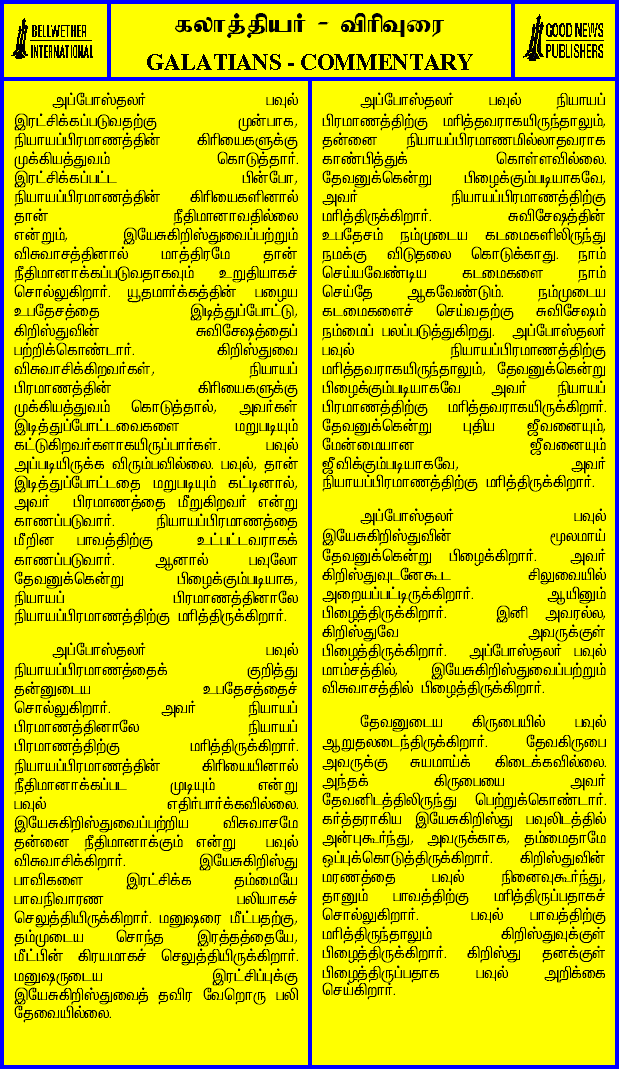 BELLWETHER
INTERNATIONAL
கலாத்தியர் - விரிவுரை
GALATIANS - COMMENTARY
GOOD NEWS
PUBLISHERS
அப்போஸ்தலர் பவுல்
இரட்சிக்கப்படுவதற்கு முன்பாக,
நியாயப்பிரமாணத்தின் கிரியைகளுக்கு
முக்கியத்துவம் கொடுத்தார்.
இரட்சிக்கப்பட்ட பின்போ,
நியாயப்பிரமாணத்தின் கிரியைகளினால்
தான் நீதிமானாவதில்லை
என்றும், இயேசுகிறிஸ்துவைப்பற்றும்
விசுவாசத்தினால் மாத்திரமே தான்
நீதிமானாக்கப்படுவதாகவும் உறுதியாகச்
சொல்லுகிறார். யூதமார்க்கத்தின் பழைய
உபதேசத்தை இடித்துப்போட்டு,
கிறிஸ்துவின் சுவிசேஷத்தைப்
பற்றிக்கொண்டார். கிறிஸ்துவை
விசுவாசிக்கிறவர்கள், நியாயப்
பிரமாணத்தின் கிரியைகளுக்கு
முக்கியத்துவம் கொடுத்தால், அவர்கள்
இடித்துப்போட்டவைகளை மறுபடியும்
கட்டுகிறவர்களாகயிருப்பார்கள். பவுல்
அப்படியிருக்க விரும்பவில்லை. பவுல், தான்
இடித்துப்போட்டதை மறுபடியும் கட்டினால்,
அவர் பிரமாணத்தை மீறுகிறவர் என்று
காணப்படுவார். நியாயப்பிரமாணத்தை
மீறின பாவத்திற்கு உட்பட்டவராகக்
காணப்படுவார். ஆனால் பவுலோ
தேவனுக்கென்று பிழைக்கும்படியாக,
நியாயப் பிரமாணத்தினாலே
நியாயப்பிரமாணத்திற்கு மரித்திருக்கிறார்.
அப்போஸ்தலர் பவுல்
நியாயப்பிரமாணத்தைக் குறித்து
தன்னுடைய உபதேசத்தைச்
சொல்லுகிறார். அவர் நியாயப்
பிரமாணத்தினாலே நியாயப்
பிரமாணத்திற்கு மரித்திருக்கிறார்.
நியாயப்பிரமாணத்தின் கிரியையினால்
நீதிமானாக்கப்பட முடியும் என்று
பவுல் எதிர்பார்க்கவில்லை.
இயேசுகிறிஸ்துவைப்பற்றிய விசுவாசமே
தன்னை நீதிமானாக்கும் என்று பவுல்
விசுவாசிக்கிறார். இயேசுகிறிஸ்து
பாவிகளை இரட்சிக்க தம்மையே
பாவநிவாரண பலியாகச்
செலுத்தியிருக்கிறார். மனுஷரை மீட்பதற்கு,
தம்முடைய சொந்த இரத்தத்தையே,
மீட்பின் கிரயமாகச் செலுத்தியிருக்கிறார்.
மனுஷருடைய இரட்சிப்புக்கு
இயேசுகிறிஸ்துவைத் தவிர வேறொரு பலி
தேவையில்லை.
அப்போஸ்தலர் பவுல் நியாயப்
பிரமாணத்திற்கு மரித்தவராகயிருந்தாலும்,
தன்னை நியாயப்பிரமாணமில்லாதவராக
காண்பித்துக் கொள்ளவில்லை.
தேவனுக்கென்று பிழைக்கும்படியாகவே,
அவர் நியாயப்பிரமாணத்திற்கு
மரித்திருக்கிறார். சுவிசேஷத்தின்
உபதேசம் நம்முடைய கடமைகளிலிருந்து
நமக்கு விடுதலை கொடுக்காது. நாம்
செய்யவேண்டிய கடமைகளை நாம்
செய்தே ஆகவேண்டும். நம்முடைய
கடமைகளைச் செய்வதற்கு சுவிசேஷம்
நம்மைப் பலப்படுத்துகிறது. அப்போஸ்தலர்
பவுல் நியாயப்பிரமாணத்திற்கு
மரித்தவராகயிருந்தாலும், தேவனுக்கென்று
பிழைக்கும்படியாகவே அவர் நியாயப்
பிரமாணத்திற்கு மரித்தவராகயிருக்கிறார்.
தேவனுக்கென்று புதிய ஜீவனையும்,
மேன்மையான ஜீவனையும்
ஜீவிக்கும்படியாகவே, அவர்
நியாயப்பிரமாணத்திற்கு மரித்திருக்கிறார்.
அப்போஸ்தலர் பவுல்
இயேசுகிறிஸ்துவின் மூலமாய்
தேவனுக்கென்று பிழைக்கிறார். அவர்
கிறிஸ்துவுடனேகூட சிலுவையில்
அறையப்பட்டிருக்கிறார். ஆயினும்
பிழைத்திருக்கிறார். இனி அவரல்ல,
கிறிஸ்துவே அவருக்குள்
பிழைத்திருக்கிறார். அப்போஸ்தலர் பவுல்
மாம்சத்தில், இயேசுகிறிஸ்துவைப்பற்றும்
விசுவாசத்தில் பிழைத்திருக்கிறார்.
தேவனுடைய கிருபையில் பவுல்
ஆறுதலடைந்திருக்கிறார். தேவகிருபை
அவருக்கு சுயமாய்க் கிடைக்கவில்லை.
அந்தக் கிருபையை அவர்
தேவனிடத்திலிருந்து பெற்றுக்கொண்டார்.
கர்த்தராகிய இயேசுகிறிஸ்து பவுலிடத்தில்
அன்புகூர்ந்து, அவருக்காக, தம்மைதாமே
ஒப்புக்கொடுத்திருக்கிறார். கிறிஸ்துவின்
மரணத்தை பவுல் நினைவுகூர்ந்து,
தானும் பாவத்திற்கு மரித்திருப்பதாகச்
சொல்லுகிறார். பவுல் பாவத்திற்கு
மரித்திருந்தாலும் கிறிஸ்துவுக்குள்
பிழைத்திருக்கிறார். கிறிஸ்து தனக்குள்
பிழைத்திருப்பதாக பவுல் அறிக்கை
செய்கிறார்.